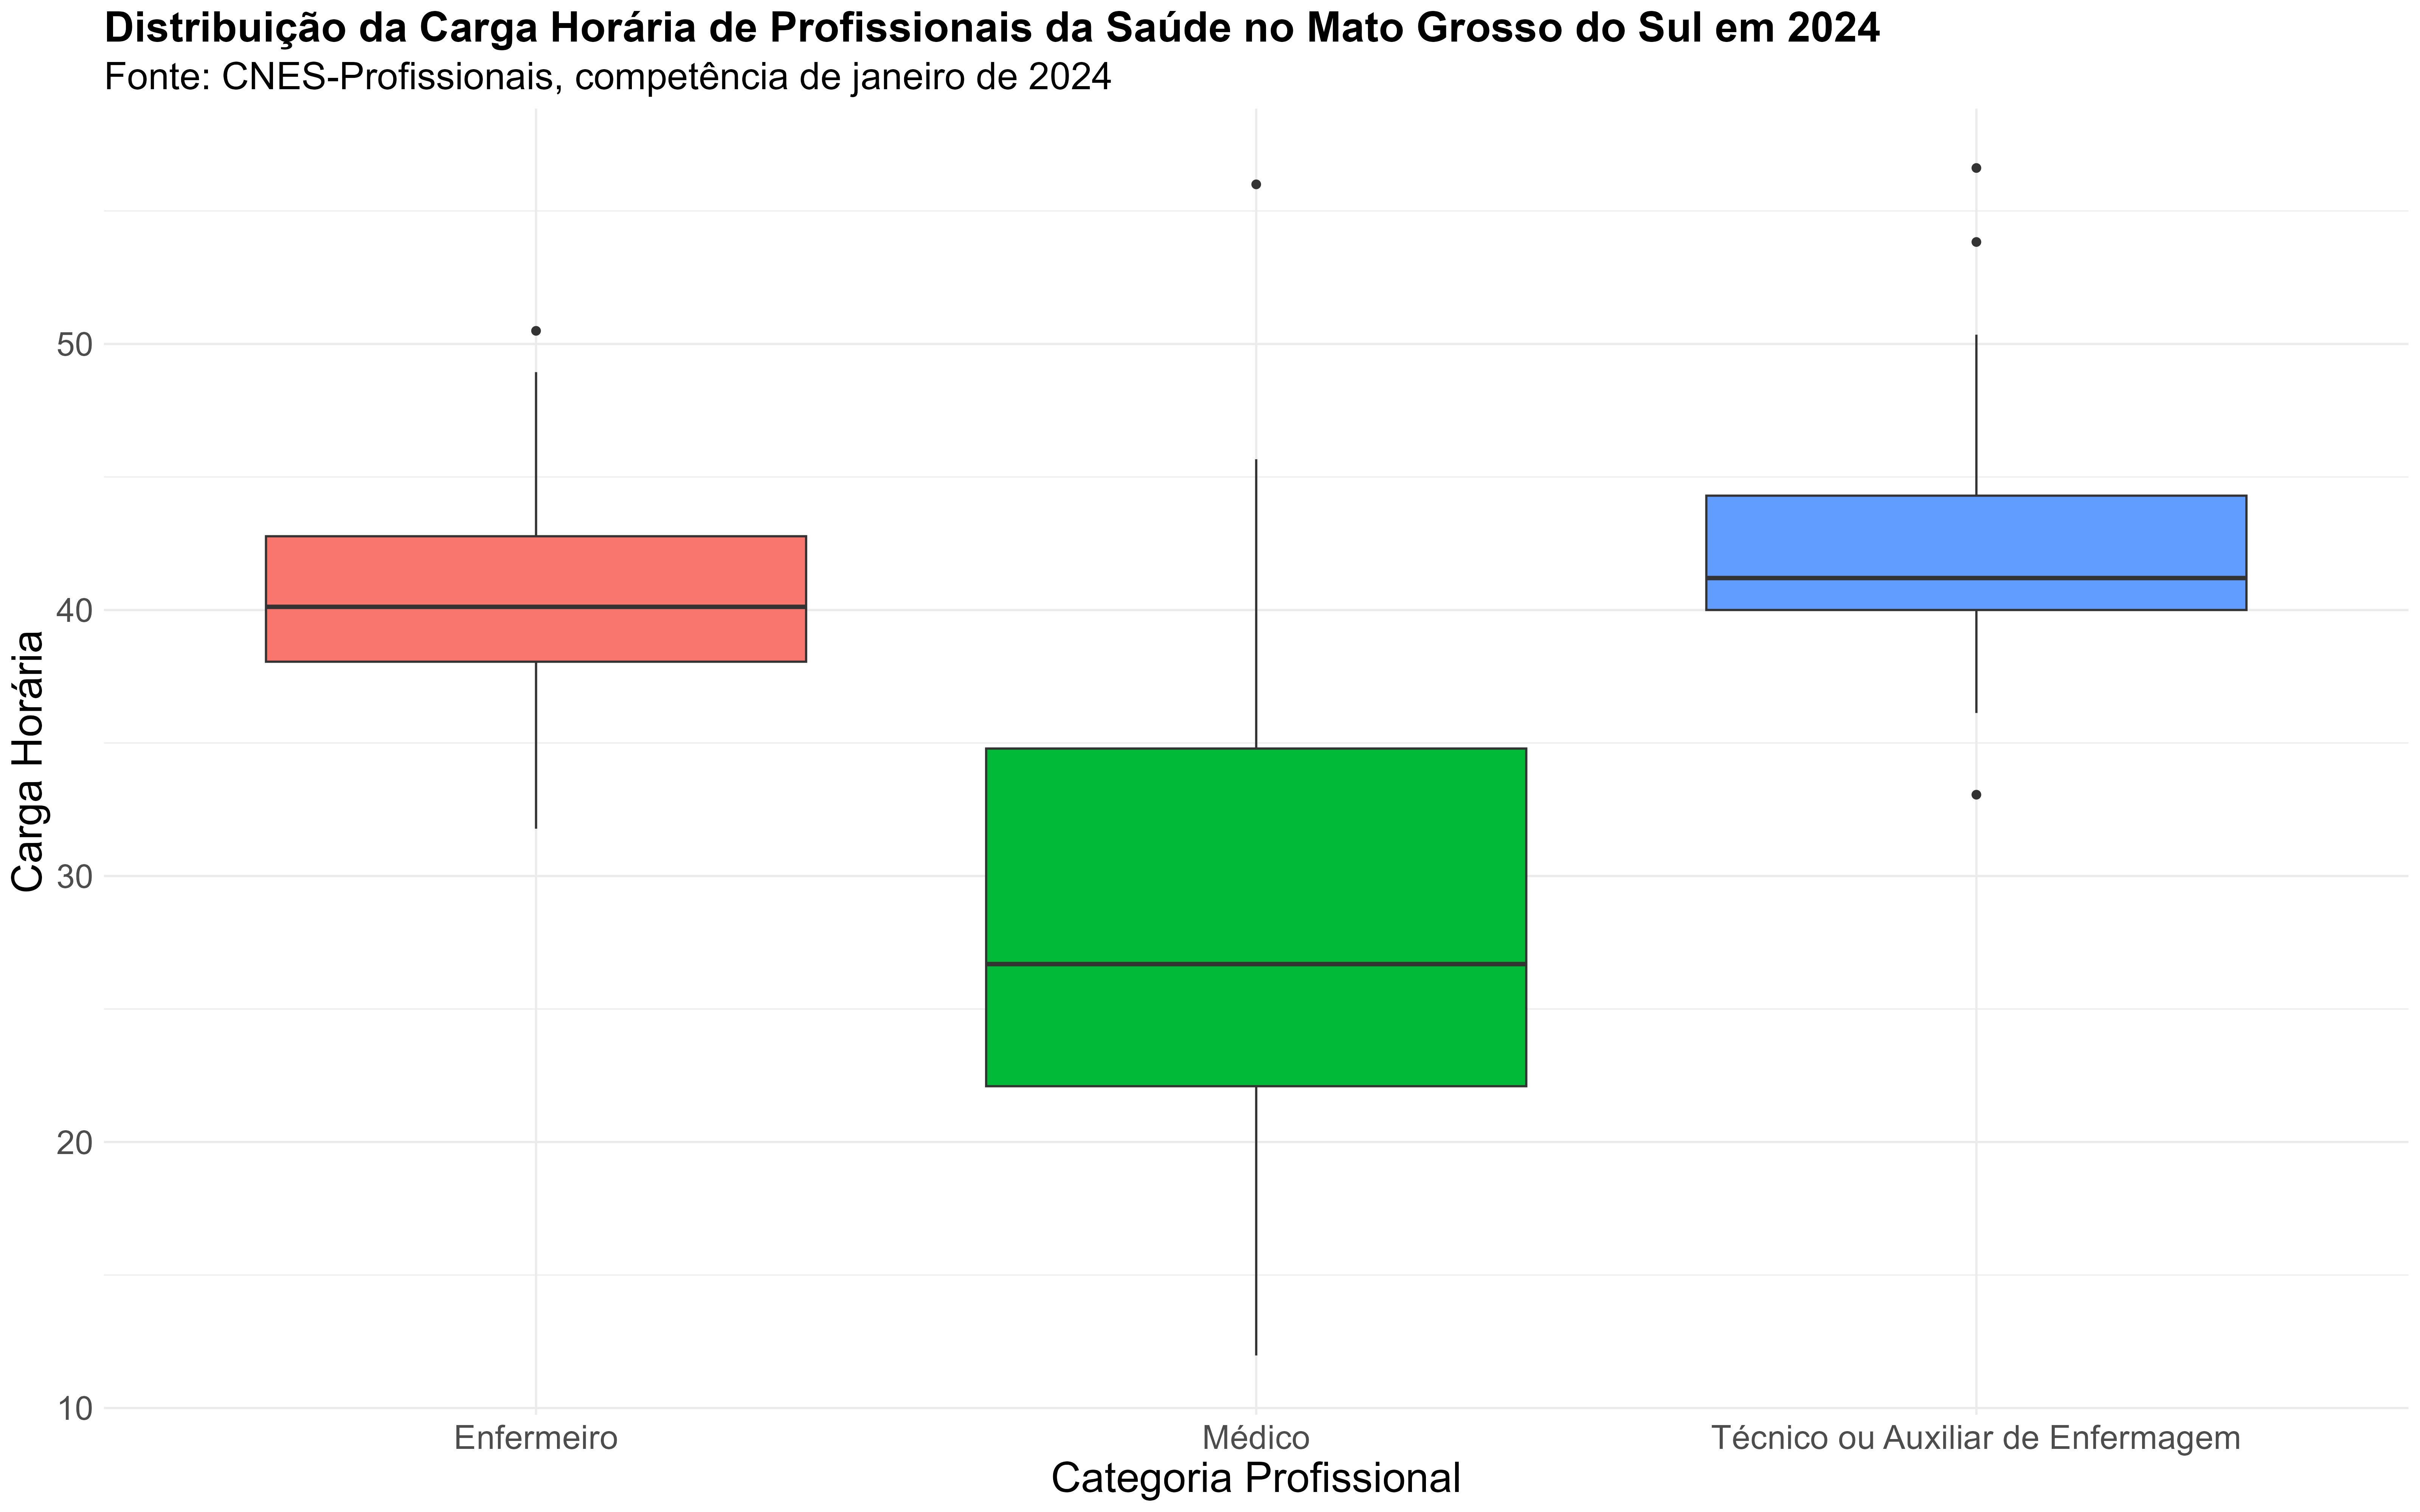 Distribuição da Carga Horária de Profissionais da Saúde no Mato Grosso do Sul em 2024
Fonte: CNES-Profissionais, competência de janeiro de 2024
Carga Horária
50
40
30
20
10
Enfermeiro
Médico
Técnico ou Auxiliar de Enfermagem
Categoria Profissional